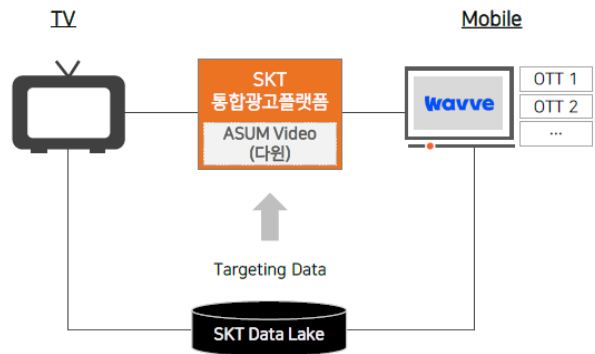 TV
Mobile
SKT
통합광고플랫폼
ASUM Video
(다윈)
wavve
OTT 1
OTT 2
...
Targeting Data
SKT Data Lake